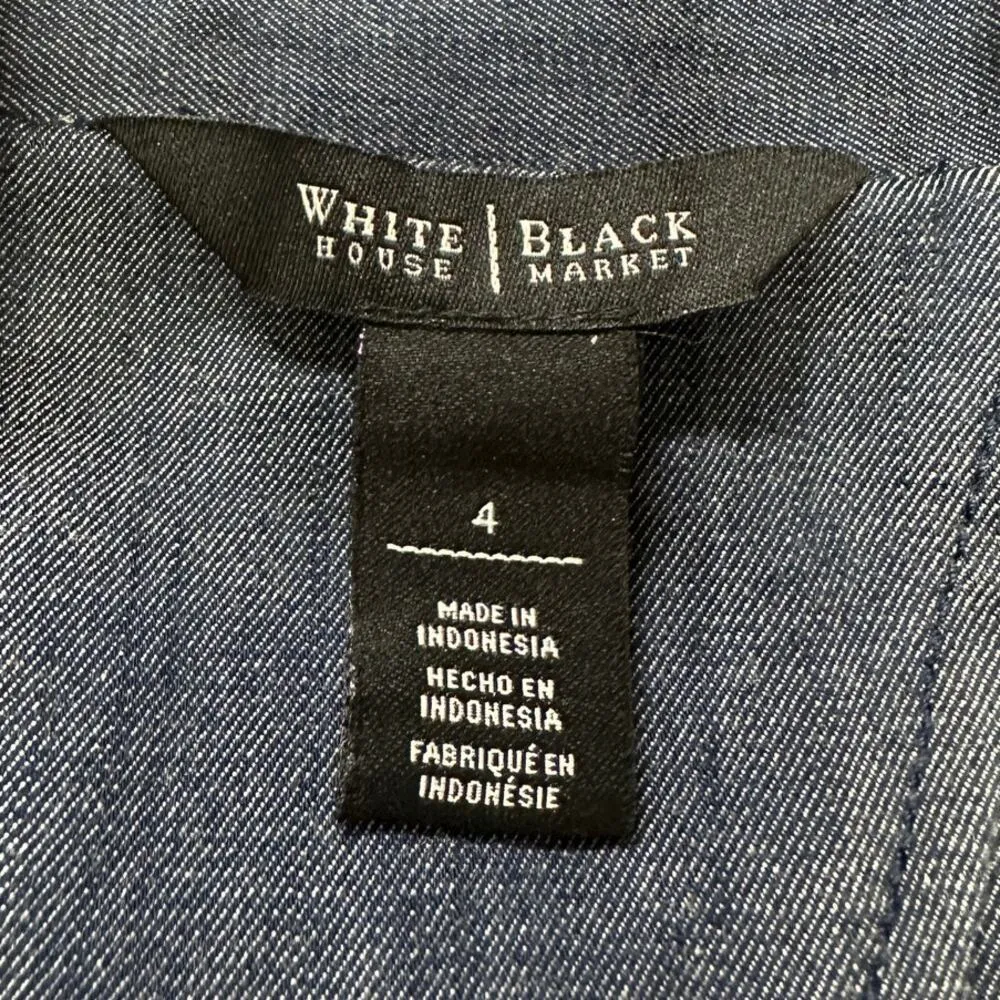 WHITE | BLACK
HOUSE | MARKET
4
MADE IN
INDONESIA
HECHO EN
INDONESIA
FABRIQUÉ EN
INDONÉSIE